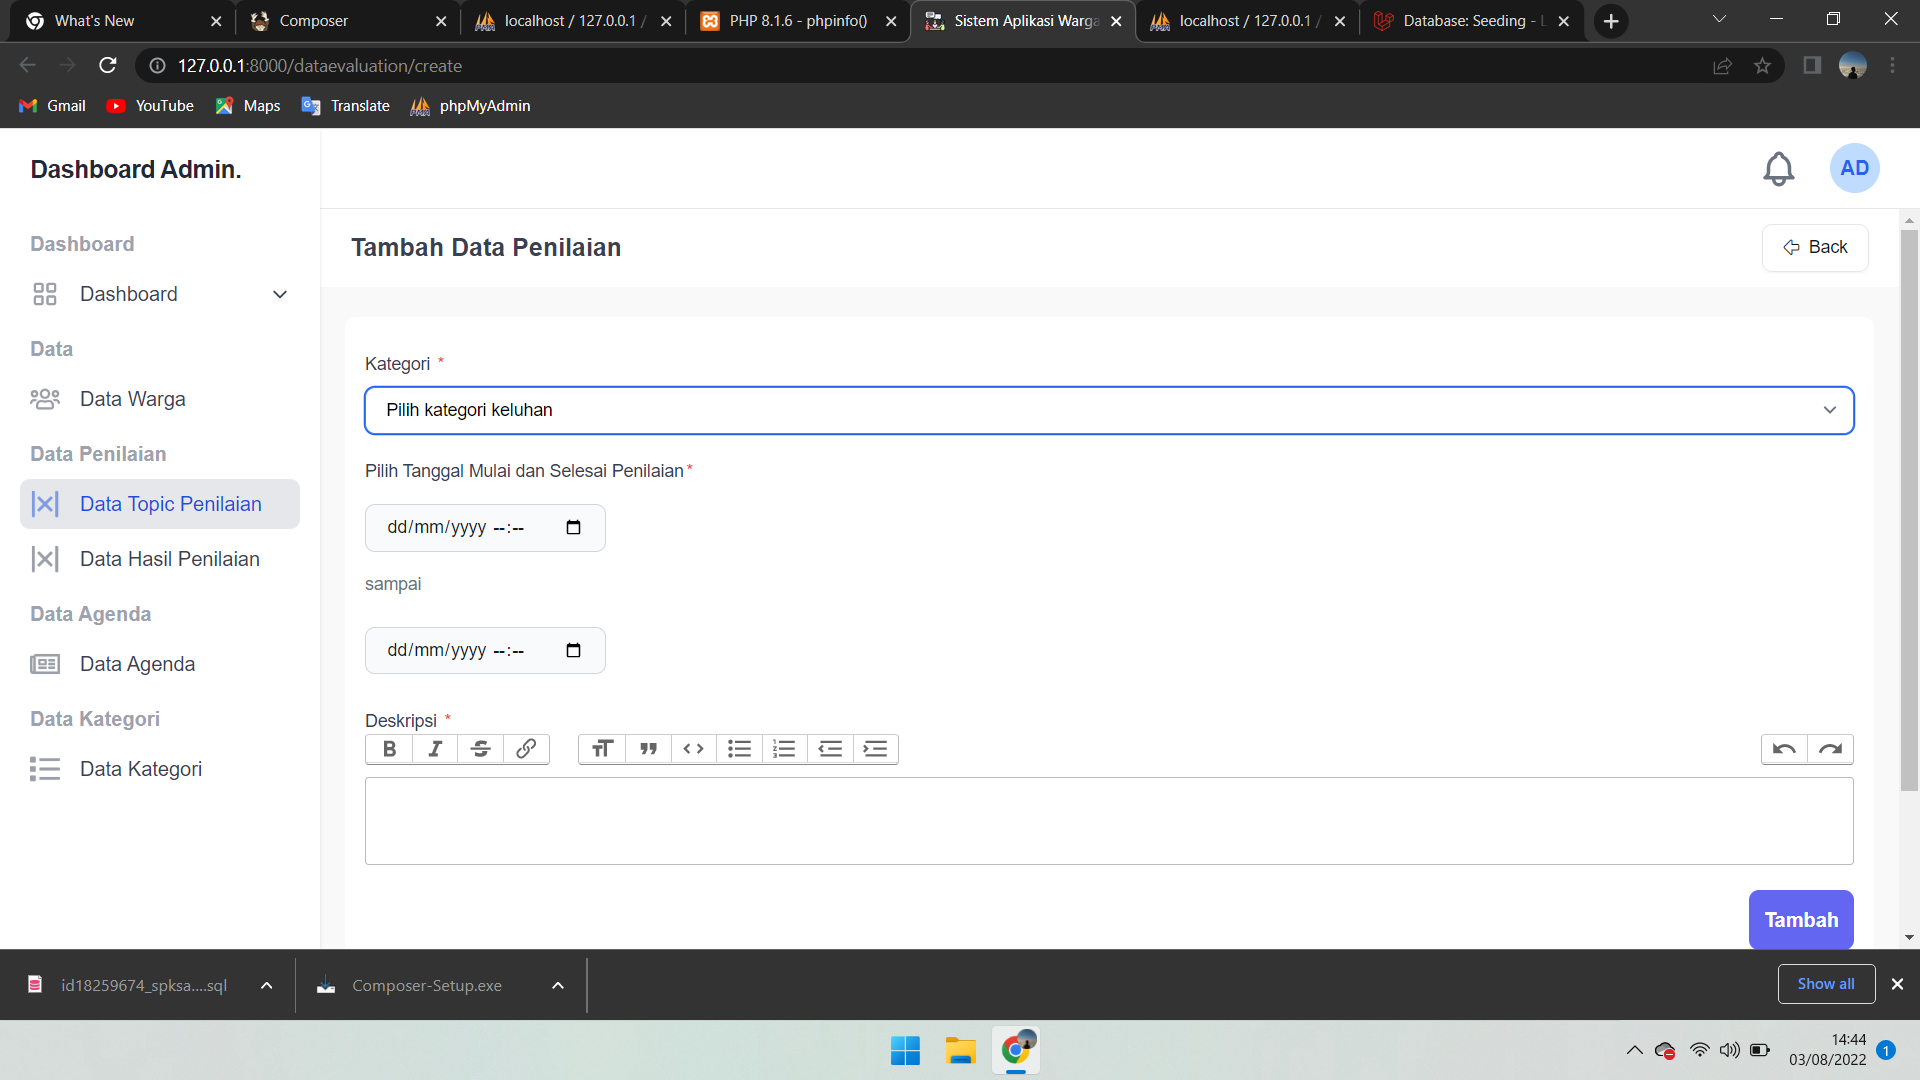 What's New
Composer
localhost / 127.0.0.1 /
PHP 8.1.6 - phpinfo()
Sistem Aplikasi Warga
localhost / 127.0.0.1 /
Database: Seeding - L
127.0.0.1:8000/dataevaluation/create
Gmail
YouTube
Maps
Translate
phpMyAdmin
Dashboard Admin.
AD
Dashboard
Dashboard
Data
Data Warga
Data Penilaian
Data Topic Penilaian
Data Hasil Penilaian
Data Agenda
Data Agenda
Data Kategori
Data Kategori
Tambah Data Penilaian
Back
Kategori *
Pilih kategori keluhan
Pilih Tanggal Mulai dan Selesai Penilaian*
dd/mm/yyyy --:--
sampai
dd/mm/yyyy --:--
Deskripsi *
Tambah
id18259674_spksa....sql
Composer-Setup.exe
Show all
14:44
03/08/2022
1